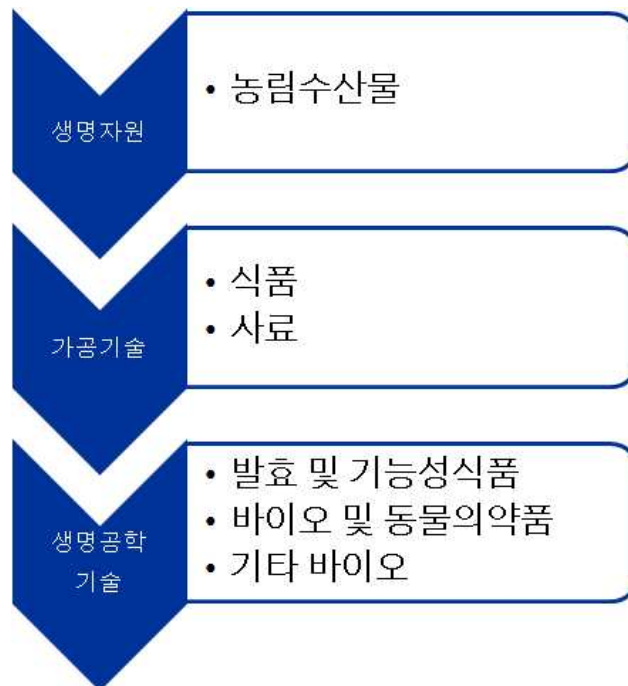 생명자원
• 농림수산물
가공기술
• 식품
• 사료
생명공학
기술
• 발효 및 기능성식품
• 바이오 및 동물의약품
• 기타 바이오